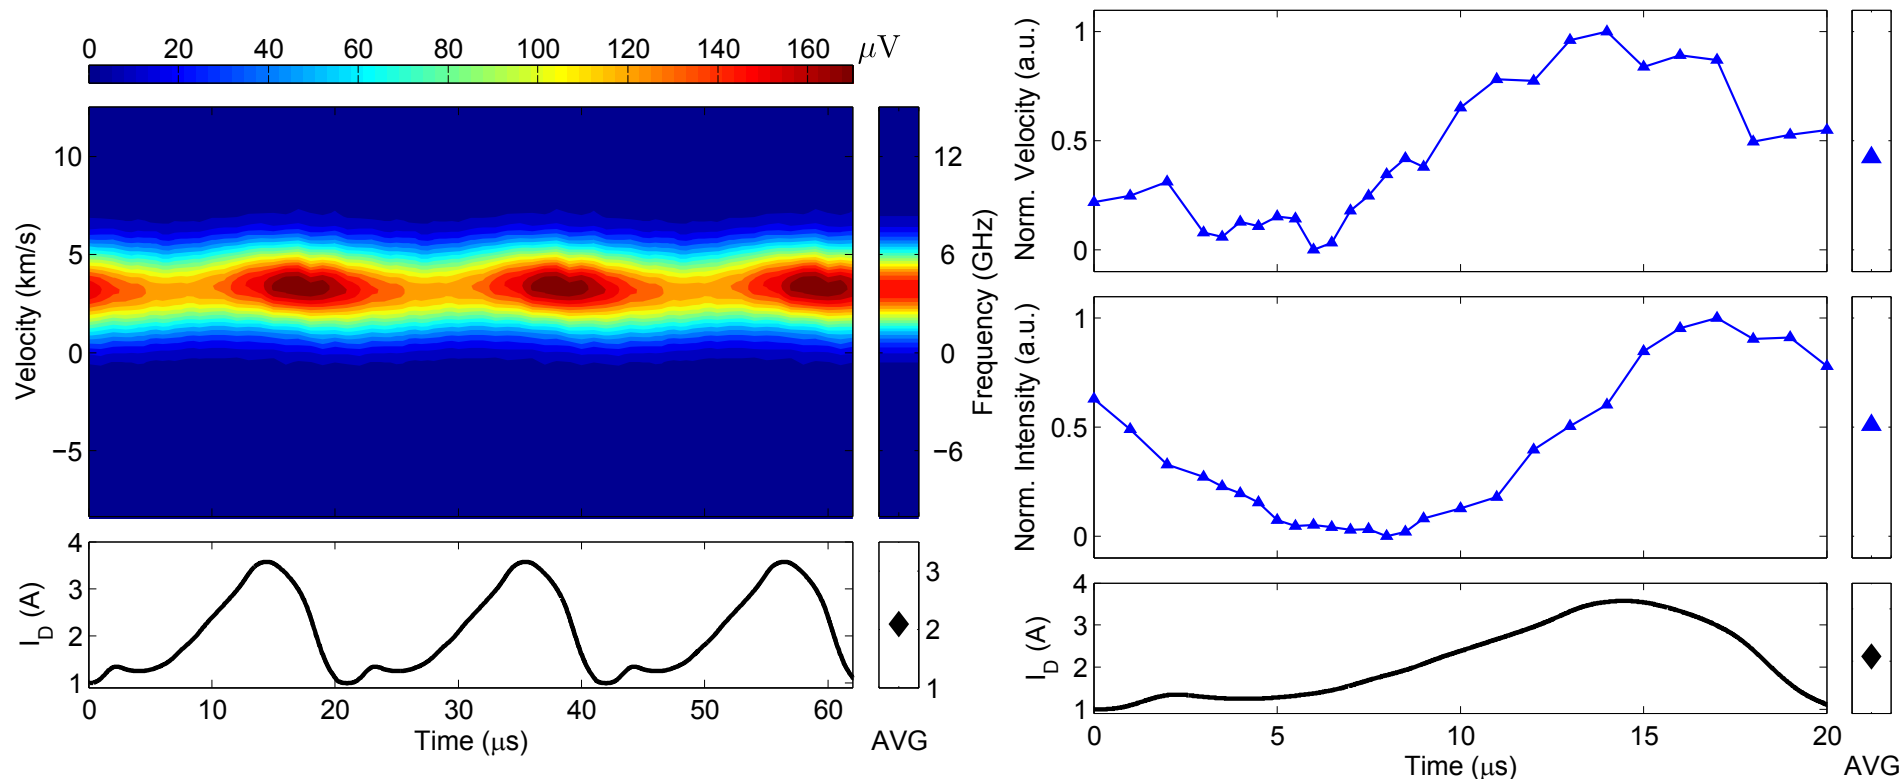 0 20 40 60 80 100 120 140 160 μV
Velocity (km/s)
10
5
0
−5
12
6
0
−6
Frequency (GHz)
I_D (A)
4
3
2
1
3
2
1
0 10 20 30 40 50 60
Time (μs)
AVG
Norm. Velocity (a.u.)
1
0.5
0
Norm. Intensity (a.u.)
1
0.5
0
I_D (A)
4
3
2
1
0 5 10 15 20
Time (μs)
AVG